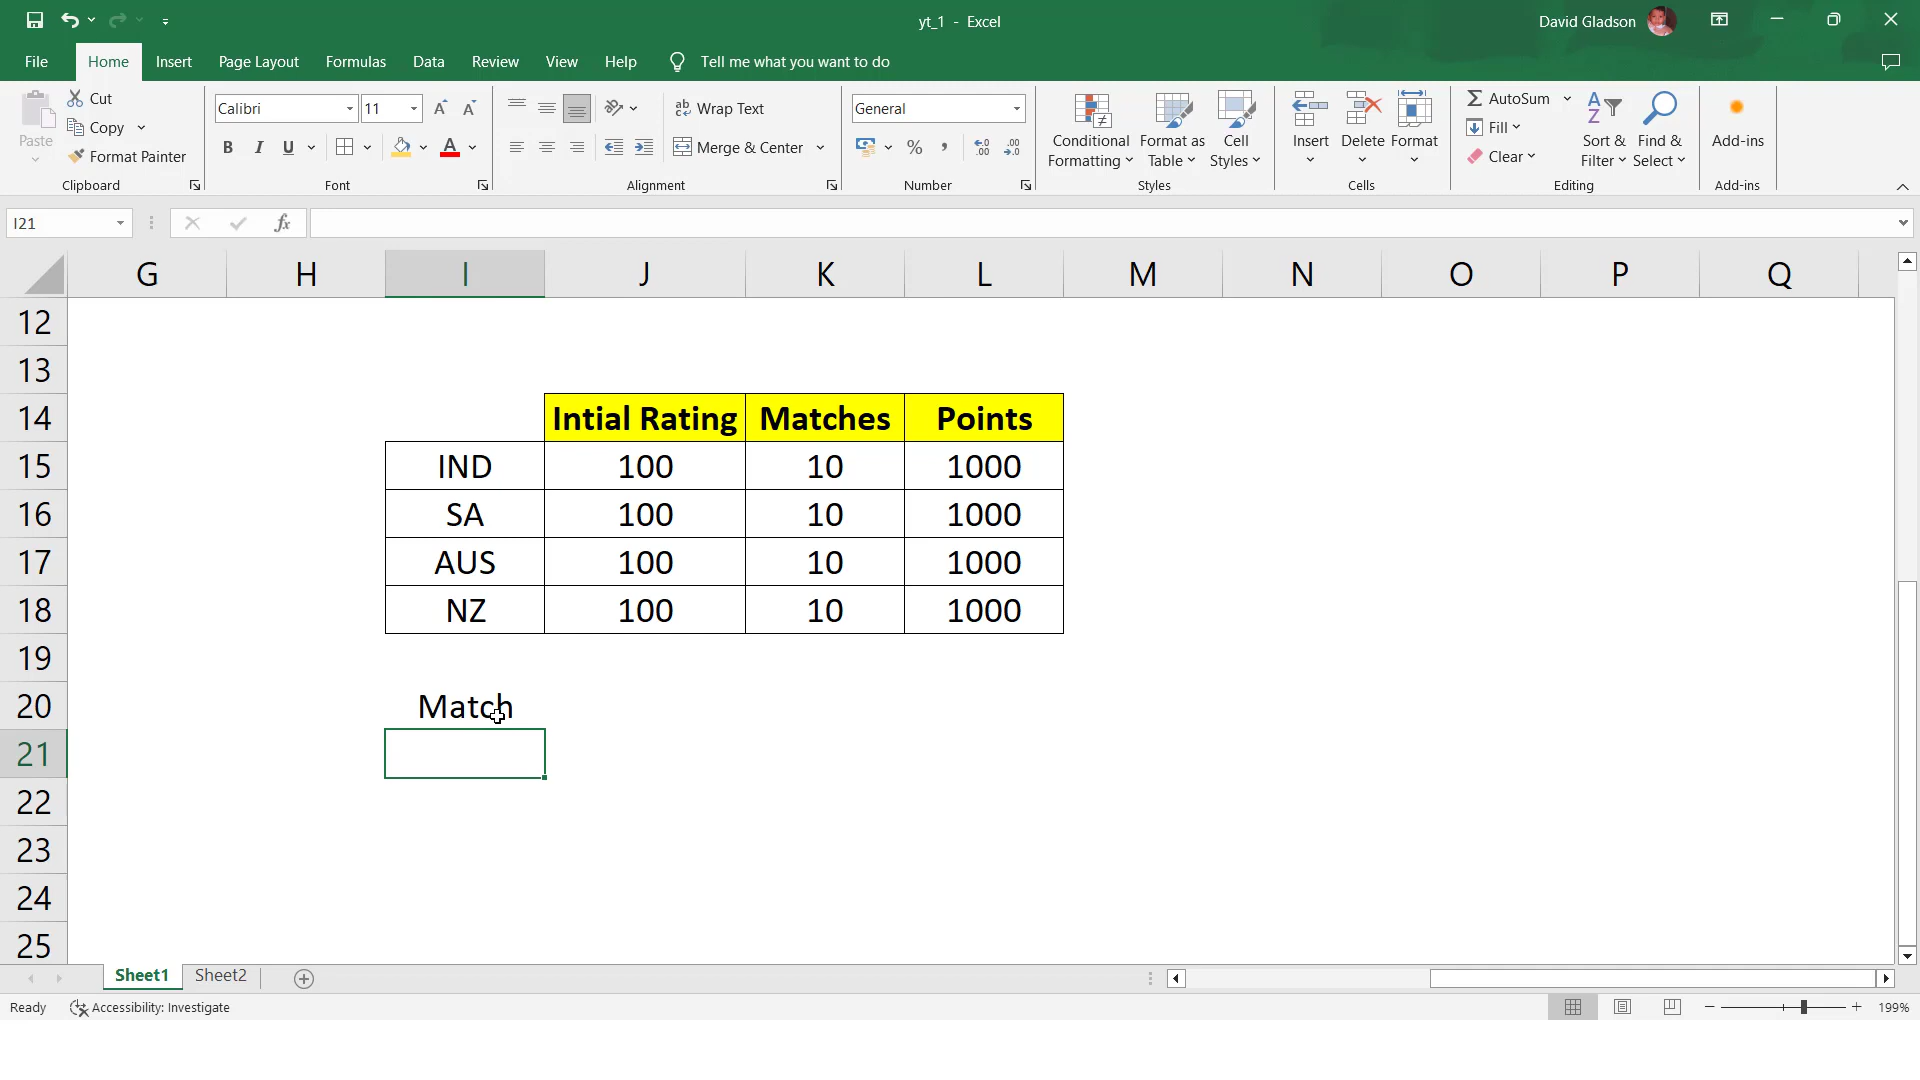 yt_1 - Excel
David Gladson
File Home Insert Page Layout Formulas Data Review View Help Tell me what you want to do
Paste
Cut
Copy
Format Painter
Clipboard
Calibri 11
B I U
Font
ab Wrap Text
Merge & Center
Alignment
General
Number
Conditional Formatting
Format as Table
Cell Styles
Styles
Insert Delete Format
Cells
AutoSum
Fill
Clear
Sort & Filter
Find & Select
Editing
Add-ins
Add-ins
I21 fx
G H I J K L M N O P Q
12
13
14 Intial Rating Matches Points
15 IND 100 10 1000
16 SA 100 10 1000
17 AUS 100 10 1000
18 NZ 100 10 1000
19
20 Match
21
22
23
24
25
Sheet1 Sheet2
Ready Accessibility: Investigate 199%